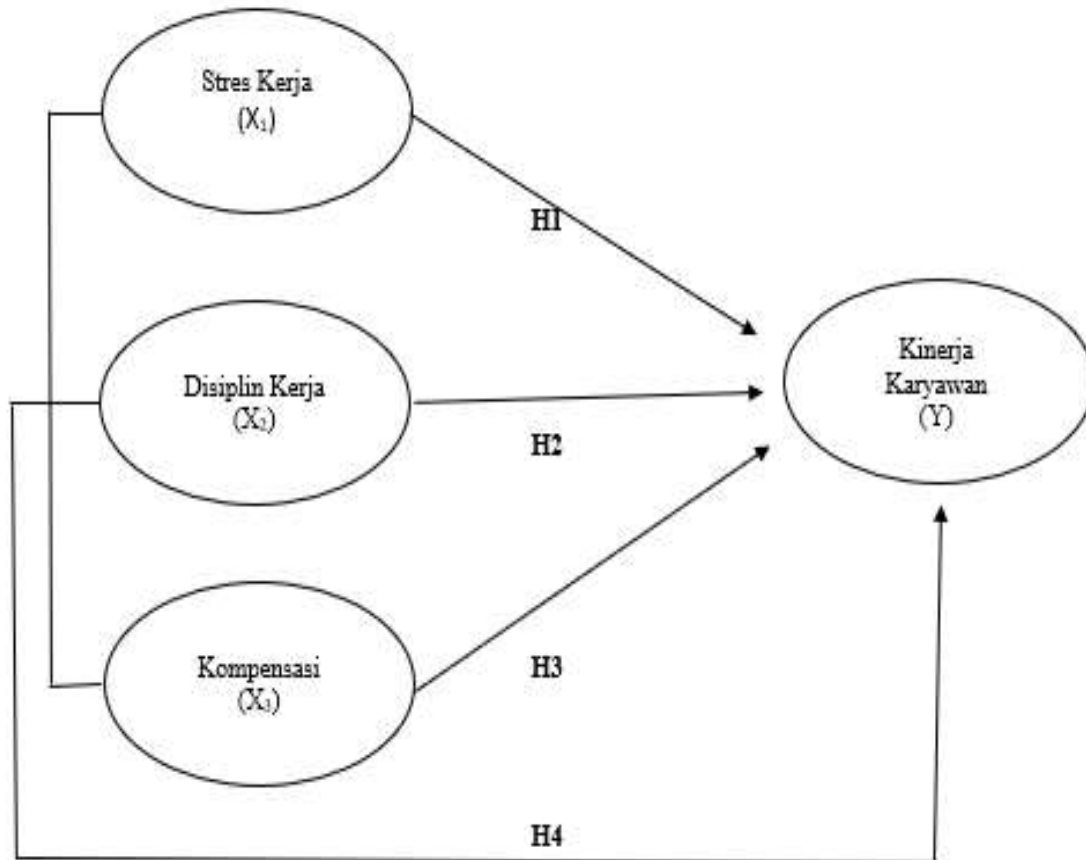 Stres Kerja
(X₁)
H1
Disiplin Kerja
(X₂)
H2
Kinerja
Karyawan
(Y)
Kompensasi
(X₃)
H3
H4